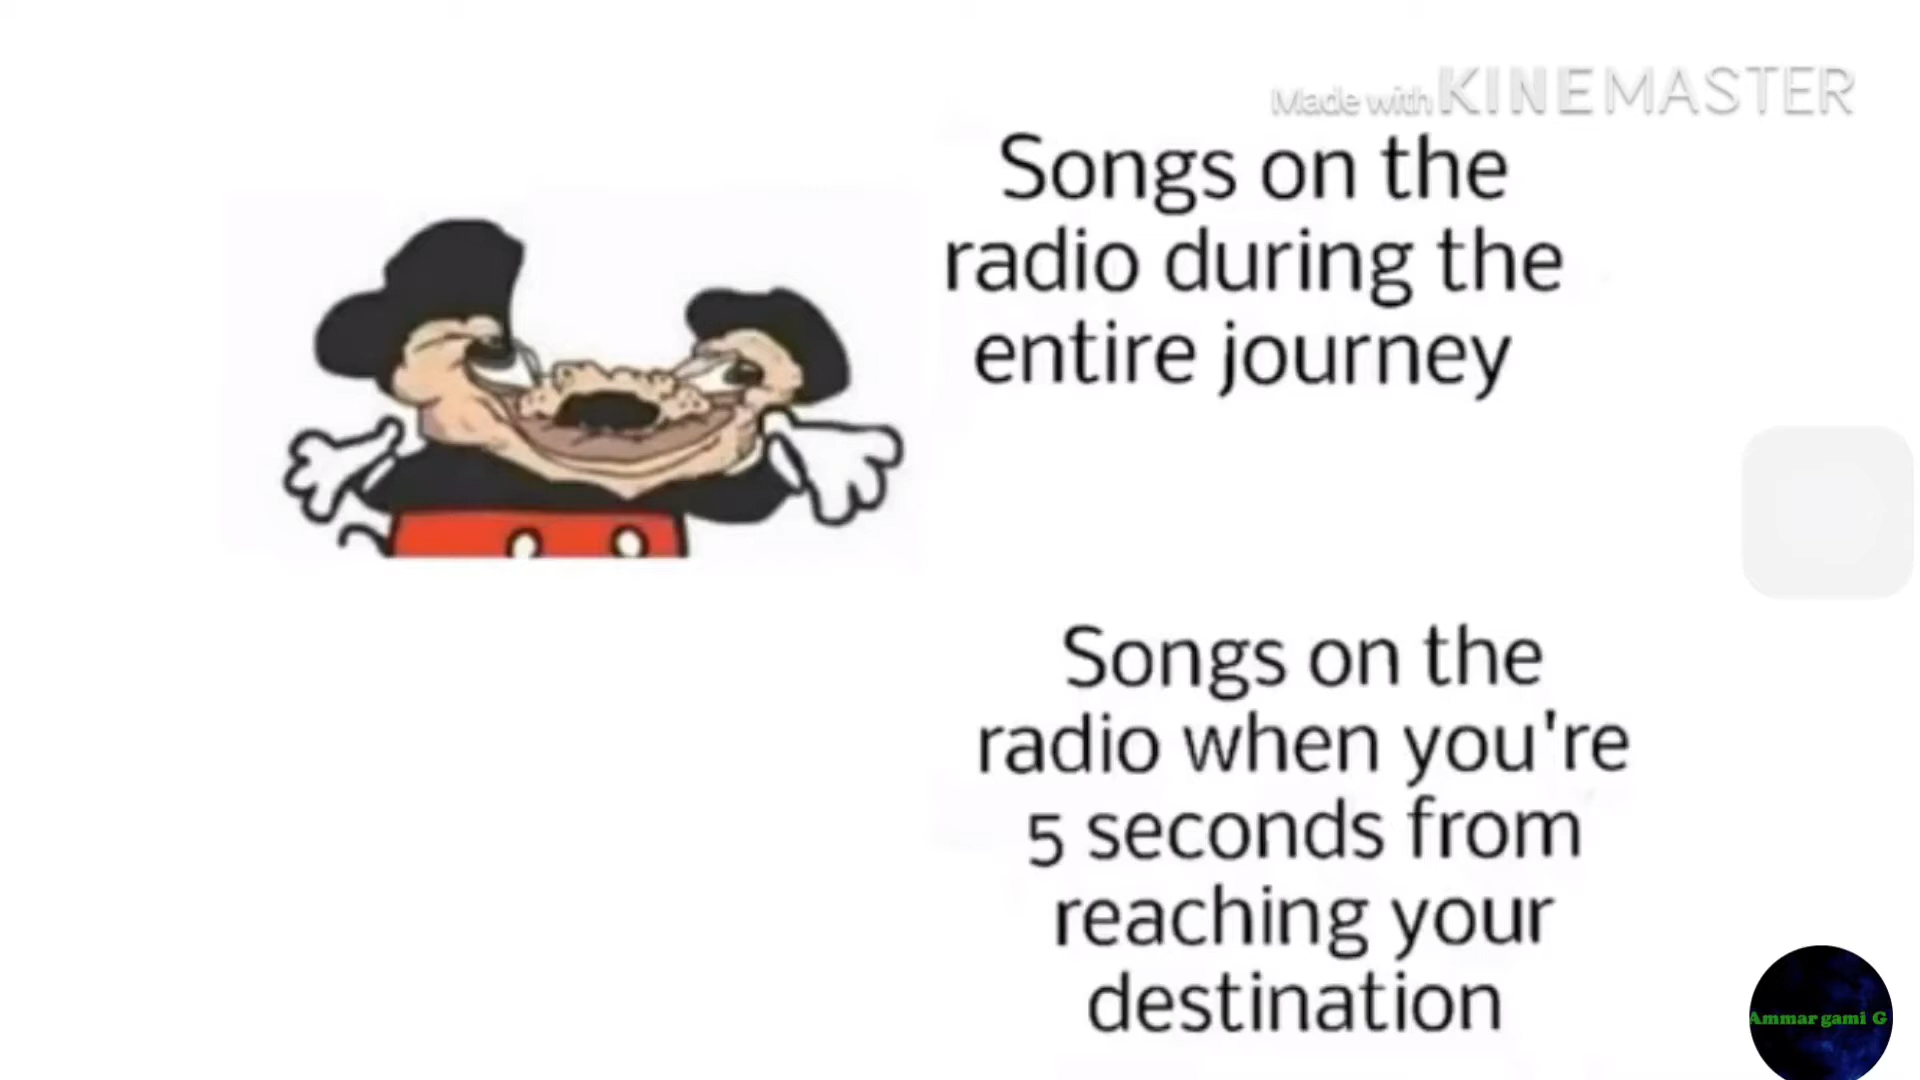 Made with KINEMASTER
Songs on the
radio during the
entire journey
Songs on the
radio when you're
5 seconds from
reaching your
destination
Ammar gami G